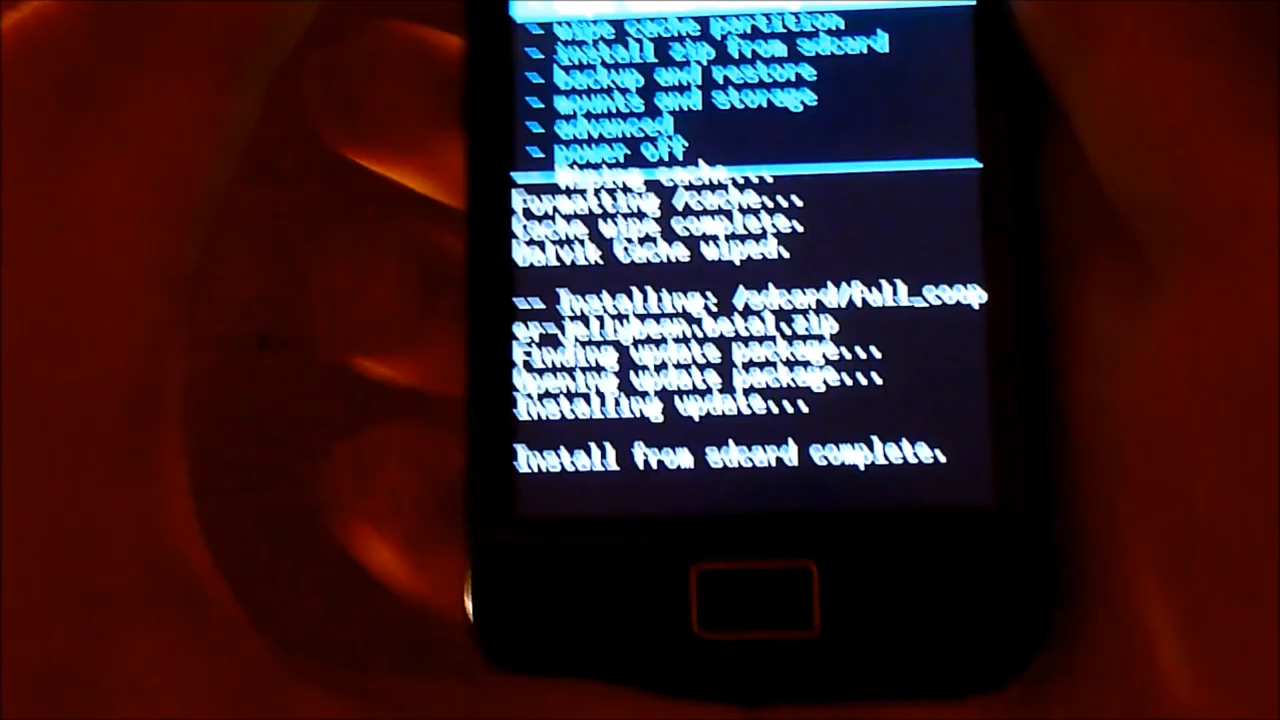 - wipe cache partition
- install zip from sdcard
- backup and restore
- mounts and storage
- advanced
- power off
Wiping cache...
Formatting /cache...
Cache wipe complete.
Dalvik Cache wiped.
-- Installing: /sdcard/full_coop
er-jellybean.beta1.zip
Finding update package...
Opening update package...
Installing update...
Install from sdcard complete.